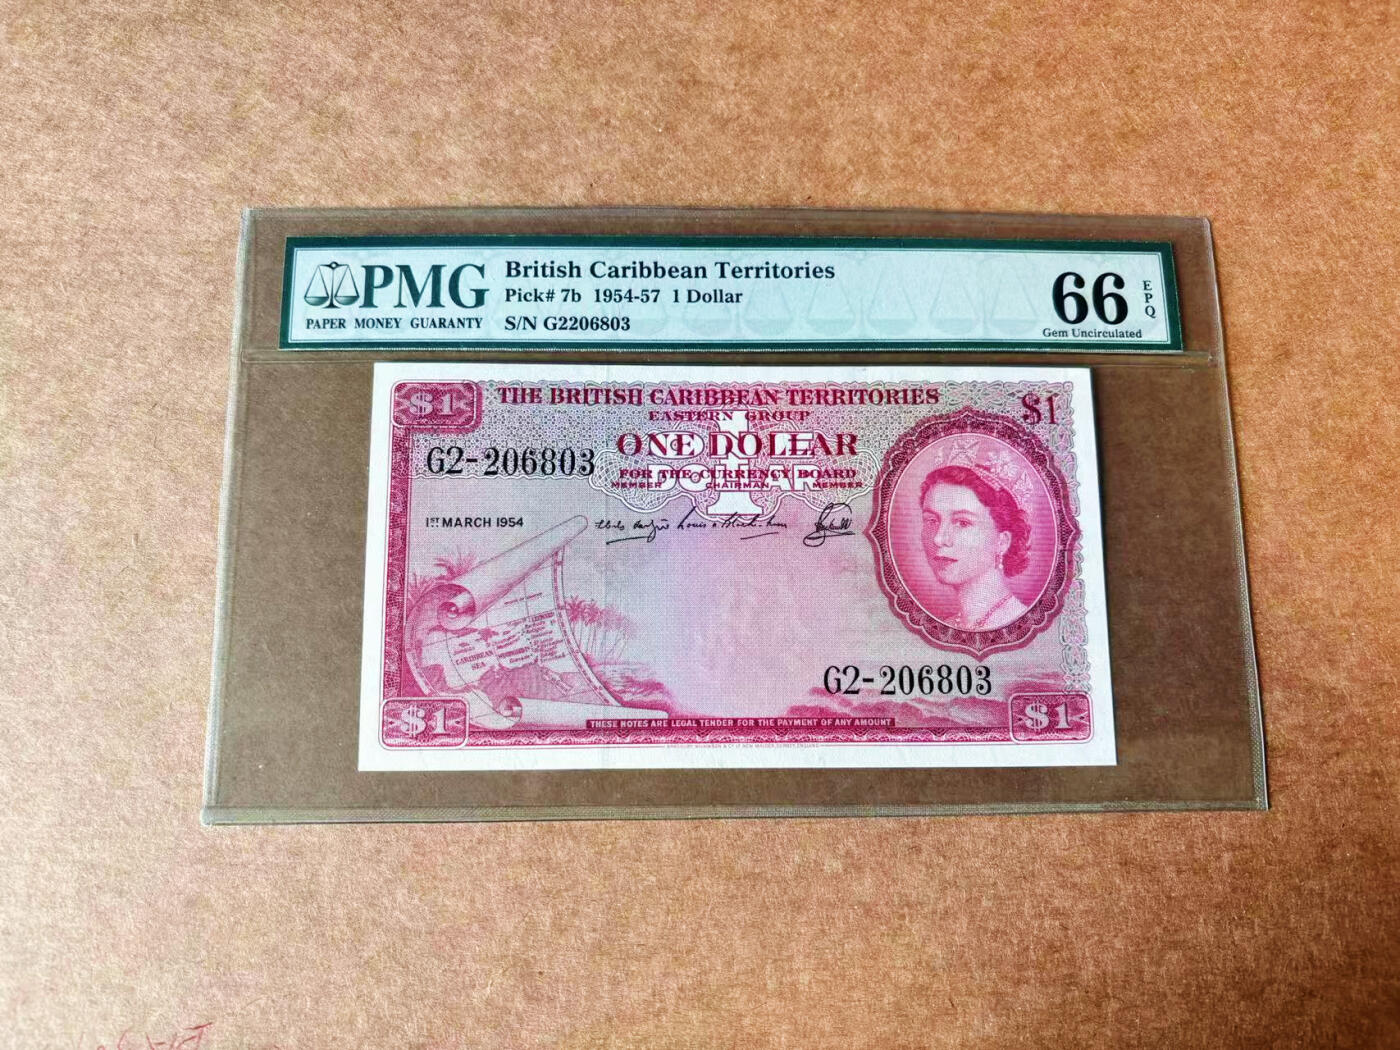 PMG
PAPER MONEY GUARANTY
British Caribbean Territories
Pick# 7b 1954-57 1 Dollar
S/N G2206803
66
EPQ
Gem Uncirculated
$1
THE BRITISH CARIBBEAN TERRITORIES
EASTERN GROUP
$1
ONE DOLLAR
1
DOLLAR
G2-206803
FOR THE CURRENCY BOARD
MEMBER CHAIRMAN MEMBER
1ST MARCH 1954
CARIBBEAN
SEA
G2-206803
$1
THESE NOTES ARE LEGAL TENDER FOR THE PAYMENT OF ANY AMOUNT
$1